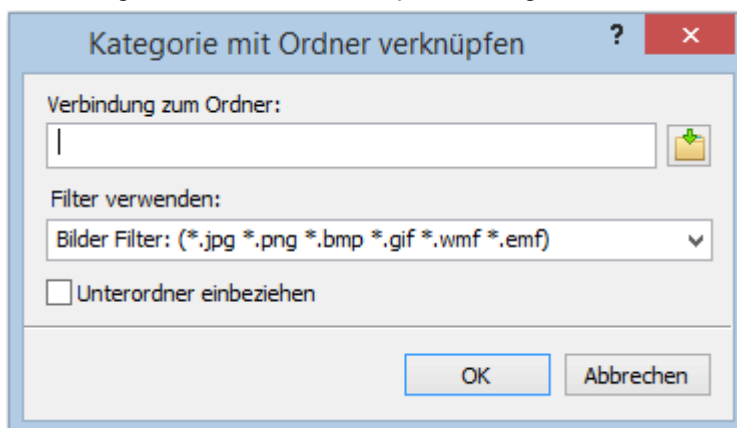 Kategorie mit Ordner verknüpfen ? ×
Verbindung zum Ordner:
Filter verwenden:
Bilder Filter: (*.jpg *.png *.bmp *.gif *.wmf *.emf)
Unterordner einbeziehen
OK Abbrechen